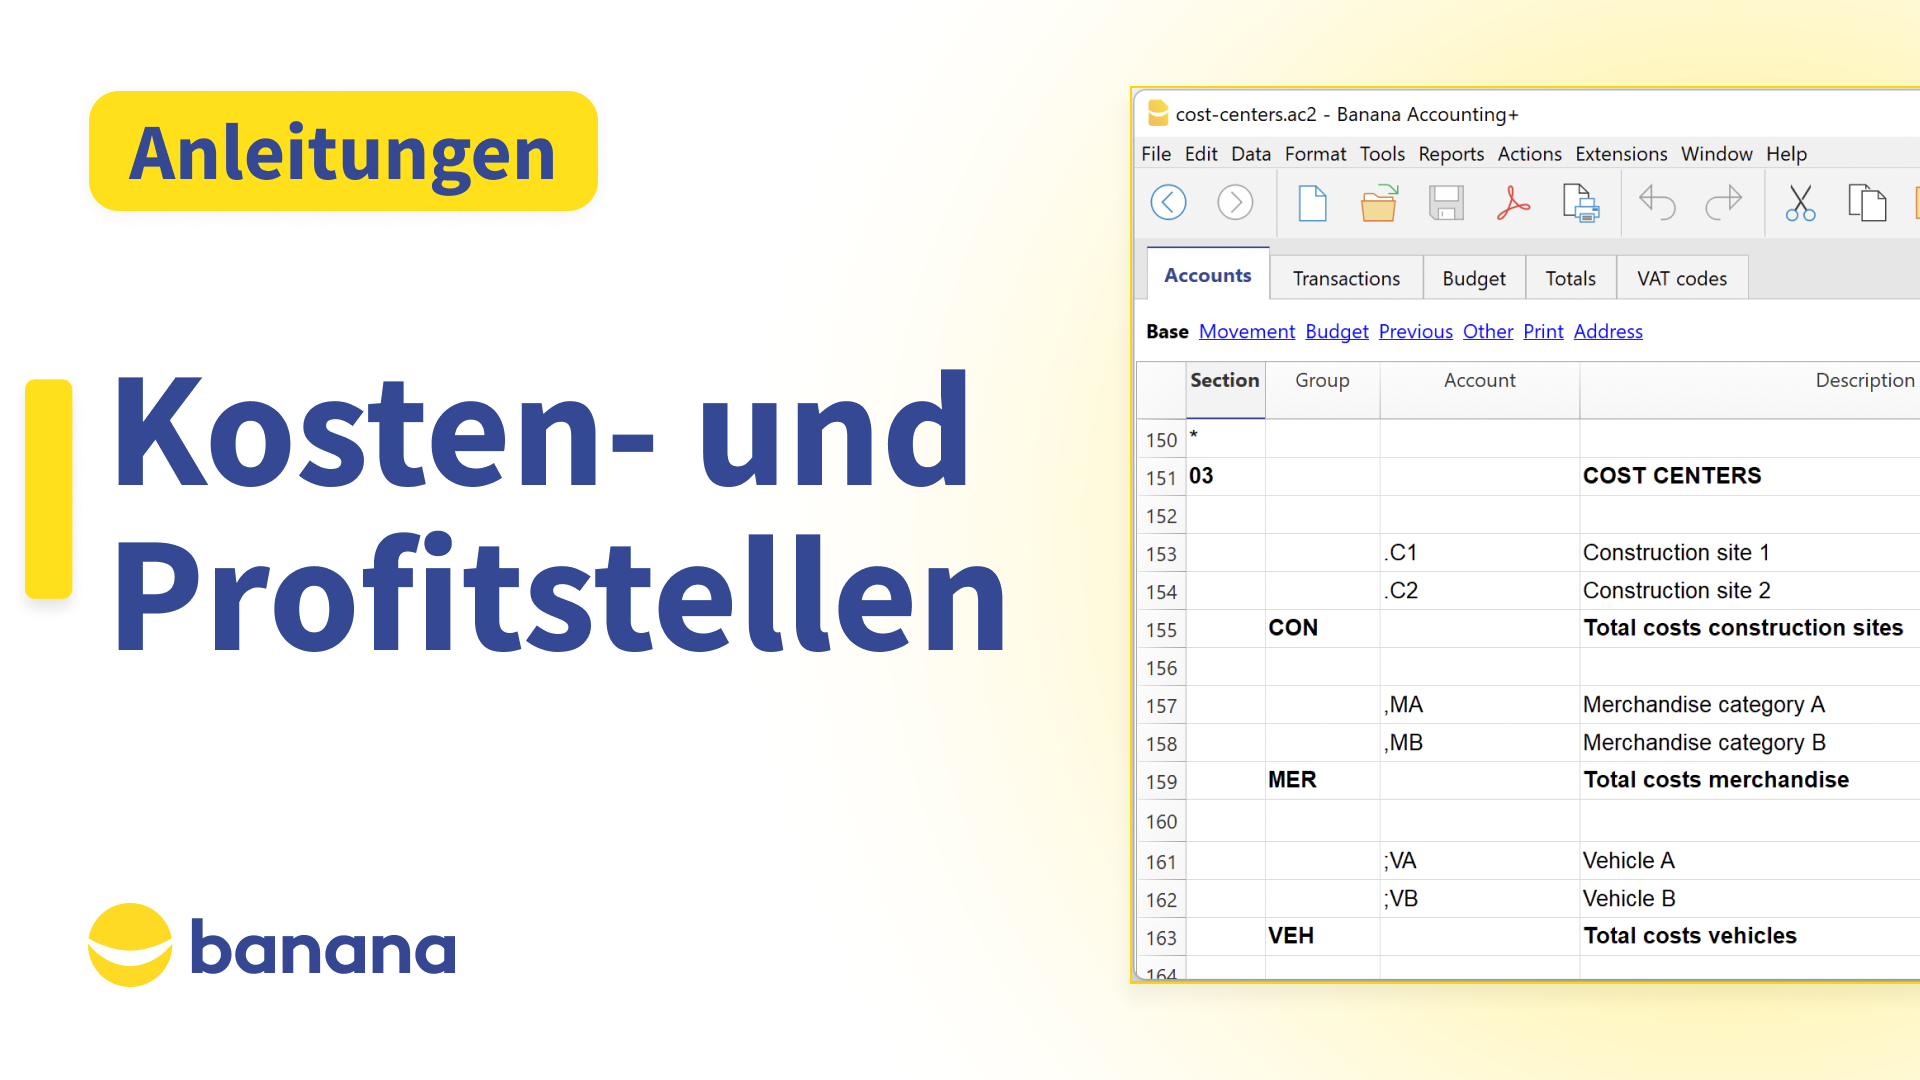 Anleitungen
Kosten- und
Profitstellen
banana
cost-centers.ac2 - Banana Accounting+
File Edit Data Format Tools Reports Actions Extensions Window Help
Accounts Transactions Budget Totals VAT codes
Base Movement Budget Previous Other Print Address
Section Group Account Description
150 *
151 03 COST CENTERS
152
153 .C1 Construction site 1
154 .C2 Construction site 2
155 CON Total costs construction sites
156
157 ,MA Merchandise category A
158 ,MB Merchandise category B
159 MER Total costs merchandise
160
161 ;VA Vehicle A
162 ;VB Vehicle B
163 VEH Total costs vehicles
164